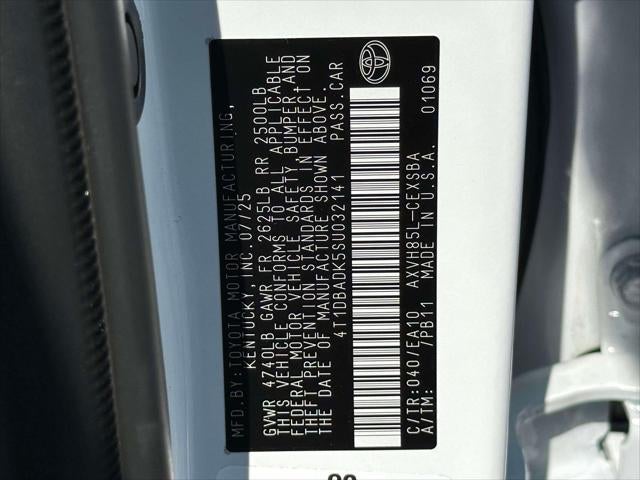 MFD.BY:TOYOTA MOTOR MANUFACTURING,
KENTUCKY, INC.07/25
GVWR 4740LB GAWR FR 2625LB RR 2500LB
THIS VEHICLE CONFORMS TO ALL APPLICABLE
FEDERAL MOTOR VEHICLE SAFETY, BUMPER,AND
THEFT PREVENTION STANDARDS IN EFFECT ON
THE DATE OF MANUFACTURE SHOWN ABOVE.
4T1DBADK5SU032141 PASS.CAR
C/TR:040/EA10 AXVH85L-CEXSBA
A/TM: /PB11 MADE IN U.S.A. 01069